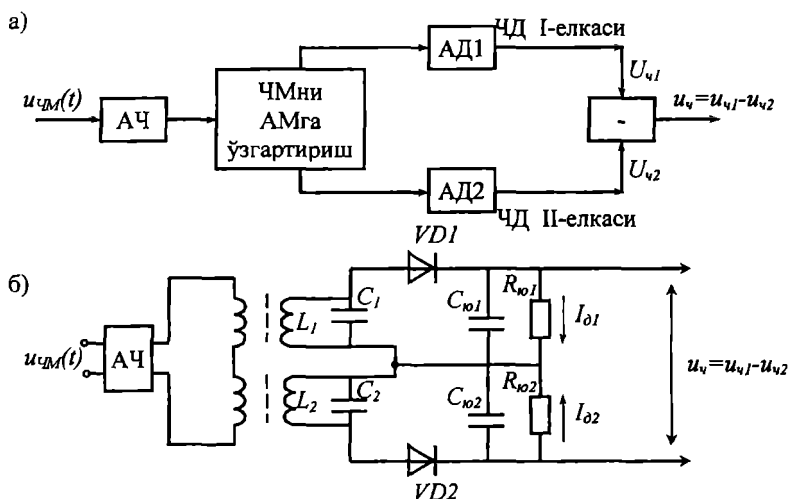 а)
ЧД I-елкаси
АД1
Uч1
uЧМ(t)
АЧ
ЧМни
АМга
ўзгартириш
-
uч=uч1-uч2
Uч2
АД2
ЧД II-елкаси
VD1
б)
C1
L1
Cю1
Rю1
Iд1
uЧМ(t)
АЧ
uч=uч1-uч2
L2
C2
Cю2
Rю2
Iд2
VD2